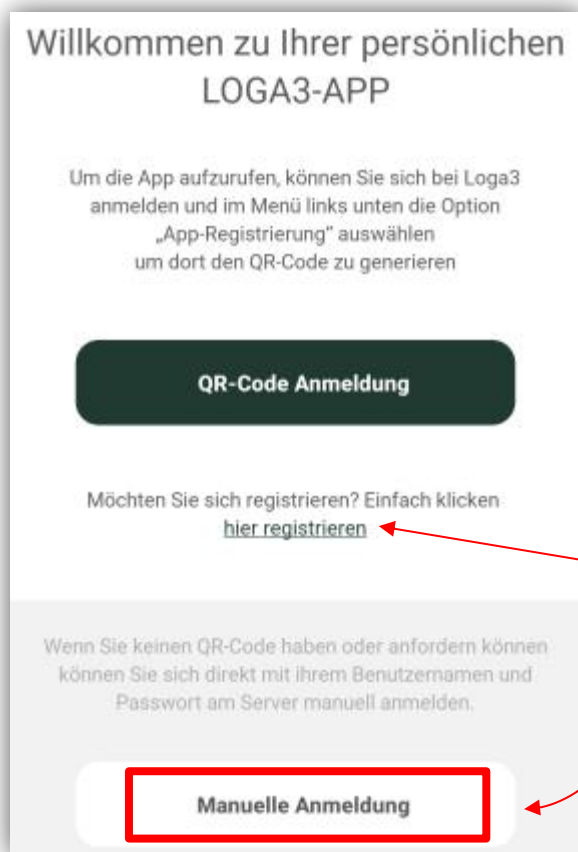 Willkommen zu Ihrer persönlichen
LOGA3-APP
Um die App aufzurufen, können Sie sich bei Loga3
anmelden und im Menü links unten die Option
„App-Registrierung" auswählen
um dort den QR-Code zu generieren
QR-Code Anmeldung
Möchten Sie sich registrieren? Einfach klicken
hier registrieren
Wenn Sie keinen QR-Code haben oder anfordern können
können Sie sich direkt mit ihrem Benutzernamen und
Passwort am Server manuell anmelden.
Manuelle Anmeldung